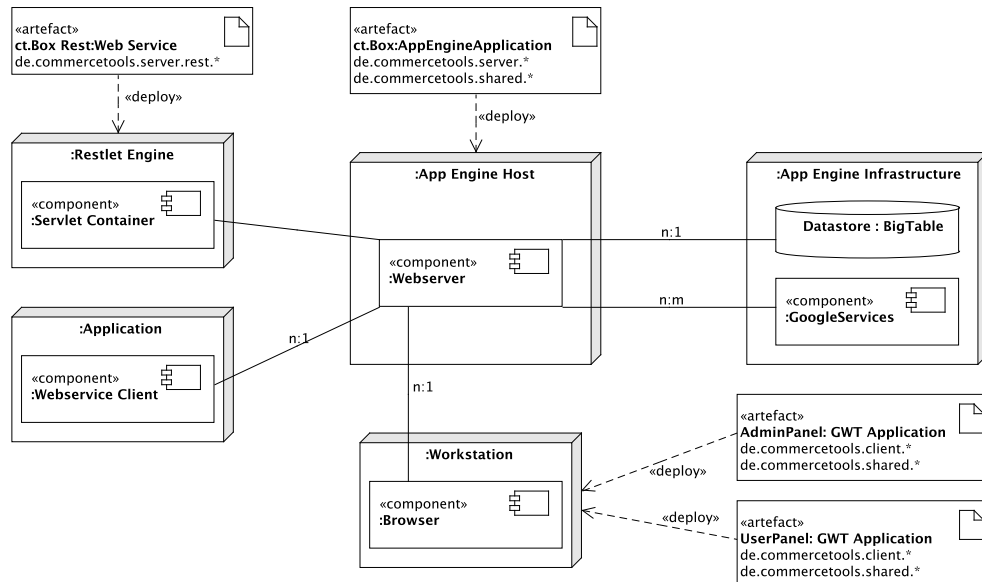 «artefact»
ct.Box Rest:Web Service
de.commercetools.server.rest.*
«deploy»
«artefact»
ct.Box:AppEngineApplication
de.commercetools.server.*
de.commercetools.shared.*
«deploy»
:Restlet Engine
«component»
:Servlet Container
:App Engine Host
«component»
:Webserver
:App Engine Infrastructure
Datastore : BigTable
n:1
«component»
:GoogleServices
n:m
:Application
«component»
:Webservice Client
n:1
n:1
:Workstation
«component»
:Browser
«artefact»
AdminPanel: GWT Application
de.commercetools.client.*
de.commercetools.shared.*
«deploy»
«artefact»
UserPanel: GWT Application
de.commercetools.client.*
de.commercetools.shared.*
«deploy»